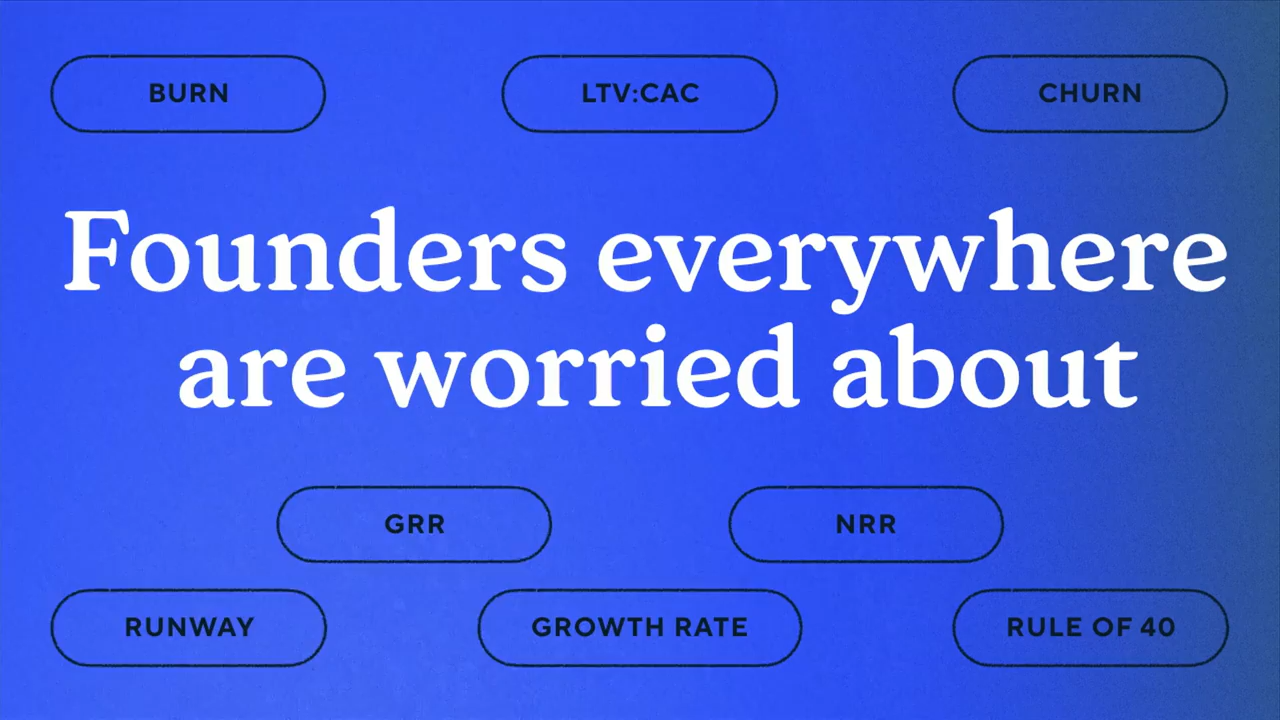 BURN
LTV:CAC
CHURN
Founders everywhere
are worried about
GRR
NRR
RUNWAY
GROWTH RATE
RULE OF 40